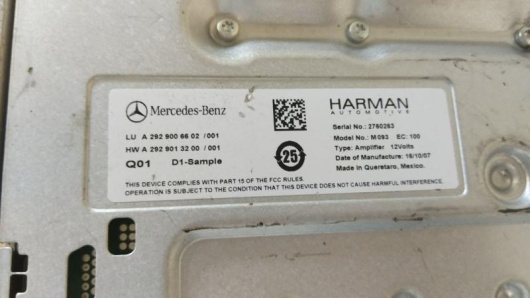 Mercedes-Benz
LU A 292 900 66 02 /001
HW A 292 901 32 00 /001
Q01 D1-Sample
25
HARMAN
AUTOMOTIVE
Serial No.: 2760263
Model No.: M093 EC: 100
Type: Amplifier 12Volts
Date of Manufacture: 18/10/07
Made in Queretaro, Mexico.
THIS DEVICE COMPLIES WITH PART 15 OF THE FCC RULES.
OPERATION IS SUBJECT TO THE CONDITION THAT THIS DEVICE DOES NOT CAUSE HARMFUL INTERFERENCE.